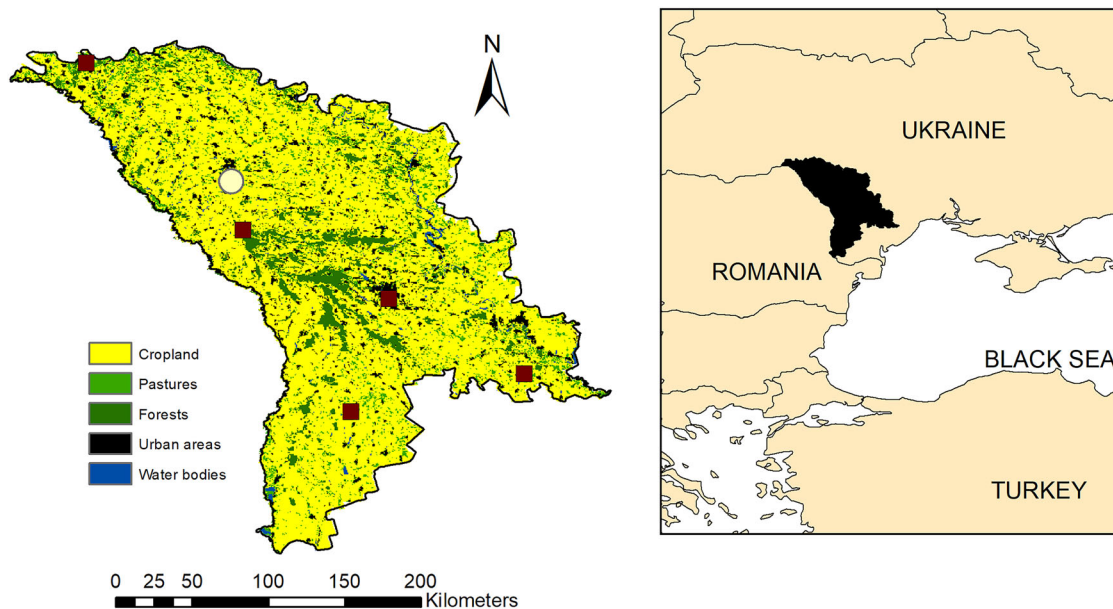 N
Cropland
Pastures
Forests
Urban areas
Water bodies
0 25 50 100 150 200
Kilometers
UKRAINE
ROMANIA
BLACK SEA
TURKEY